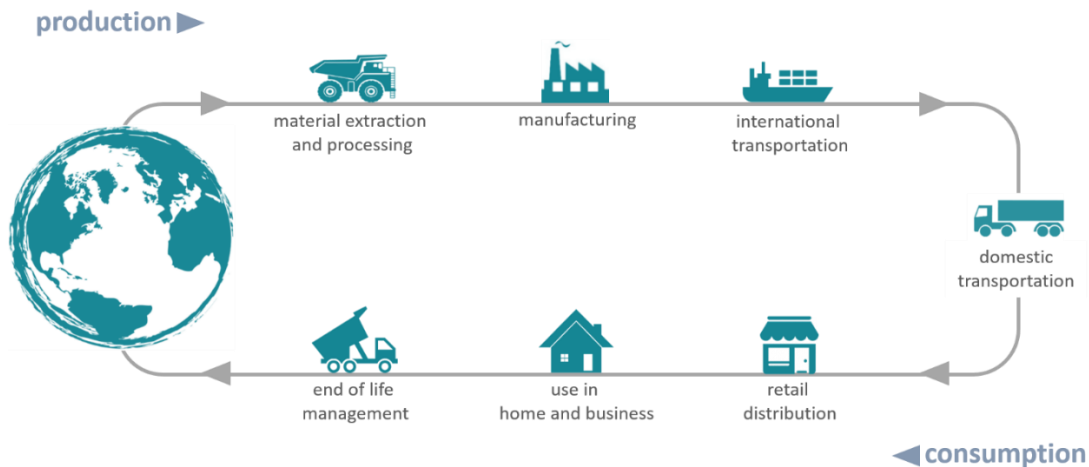 production
material extraction
and processing
manufacturing
international
transportation
domestic
transportation
end of life
management
use in
home and business
retail
distribution
consumption